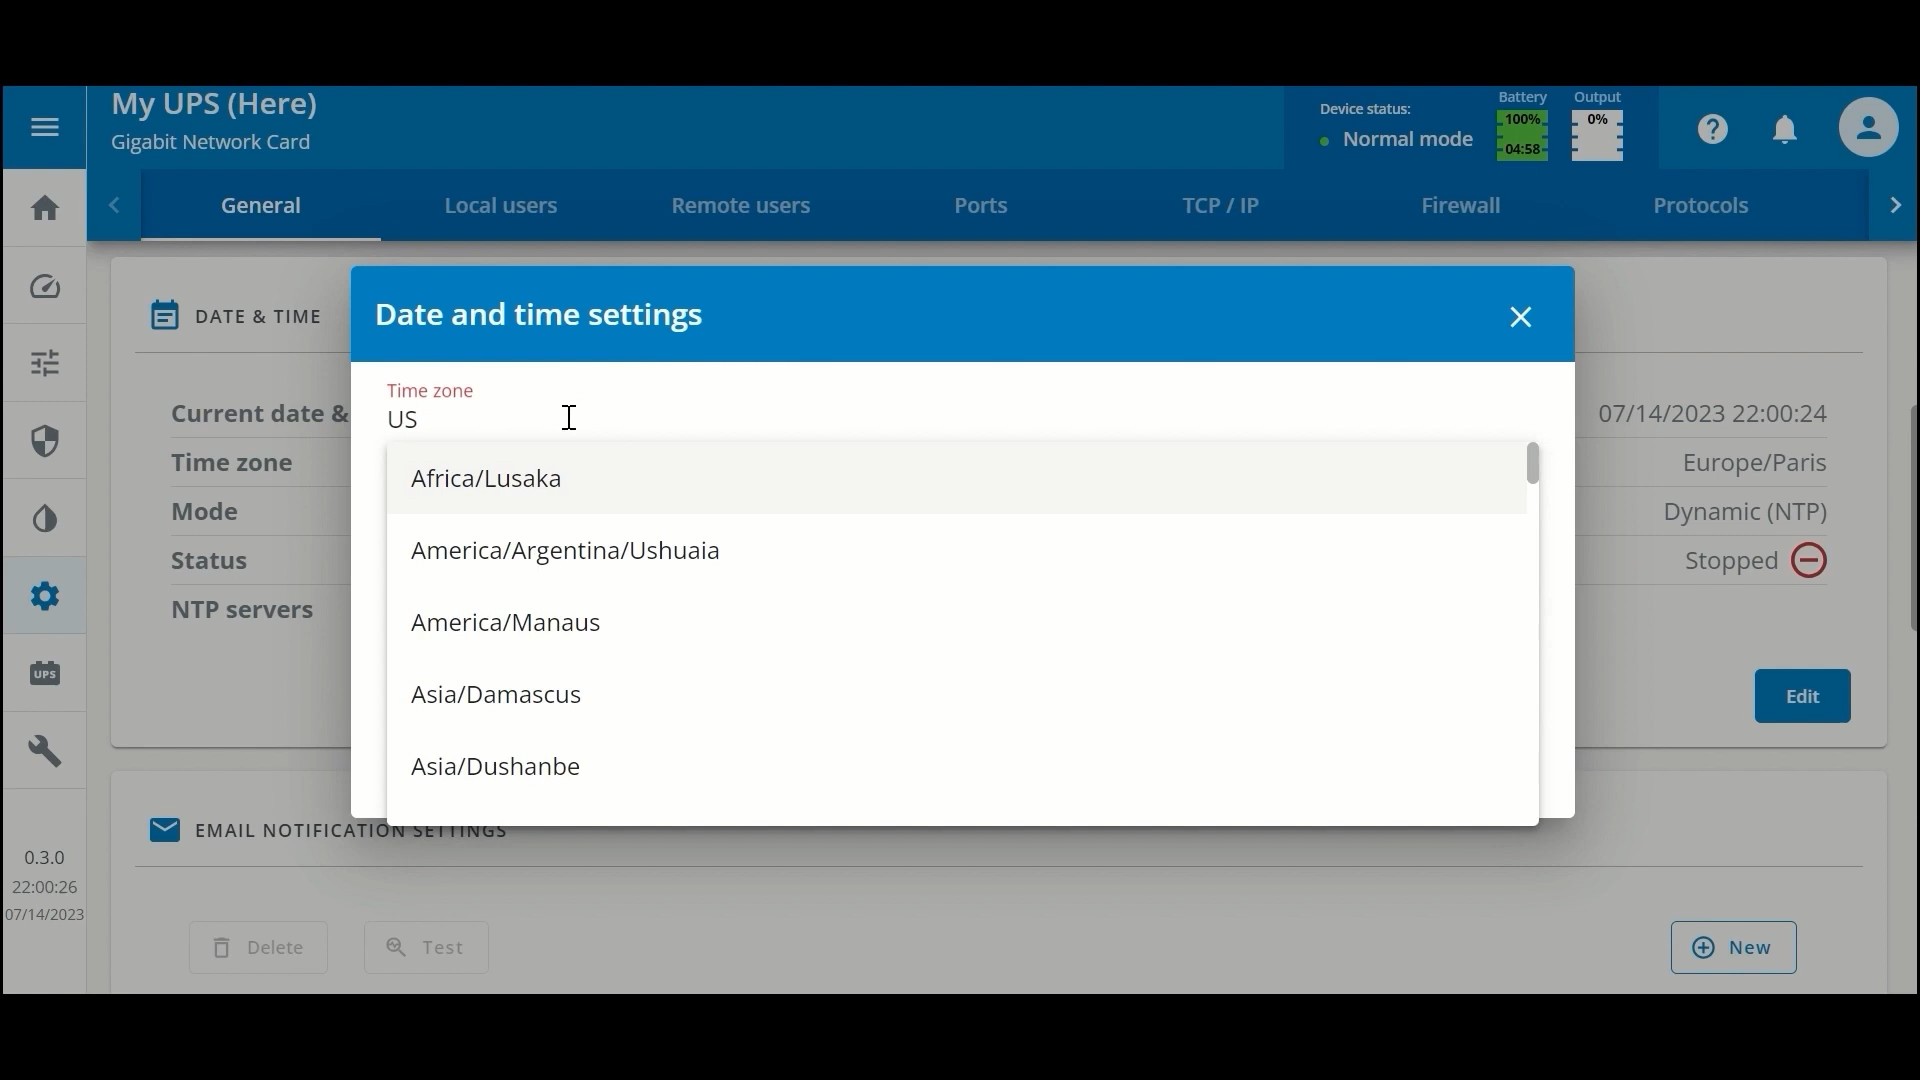 My UPS (Here)
Gigabit Network Card
Device status:
Normal mode
Battery
100%
04:58
Output
0%
General
Local users
Remote users
Ports
TCP / IP
Firewall
Protocols
DATE & TIME
Date and time settings
Time zone
US
Africa/Lusaka
America/Argentina/Ushuaia
America/Manaus
Asia/Damascus
Asia/Dushanbe
Current date &
07/14/2023 22:00:24
Time zone
Europe/Paris
Mode
Dynamic (NTP)
Status
Stopped
NTP servers
Edit
UPS
EMAIL NOTIFICATION SETTINGS
0.3.0
22:00:26
07/14/2023
Delete
Test
New